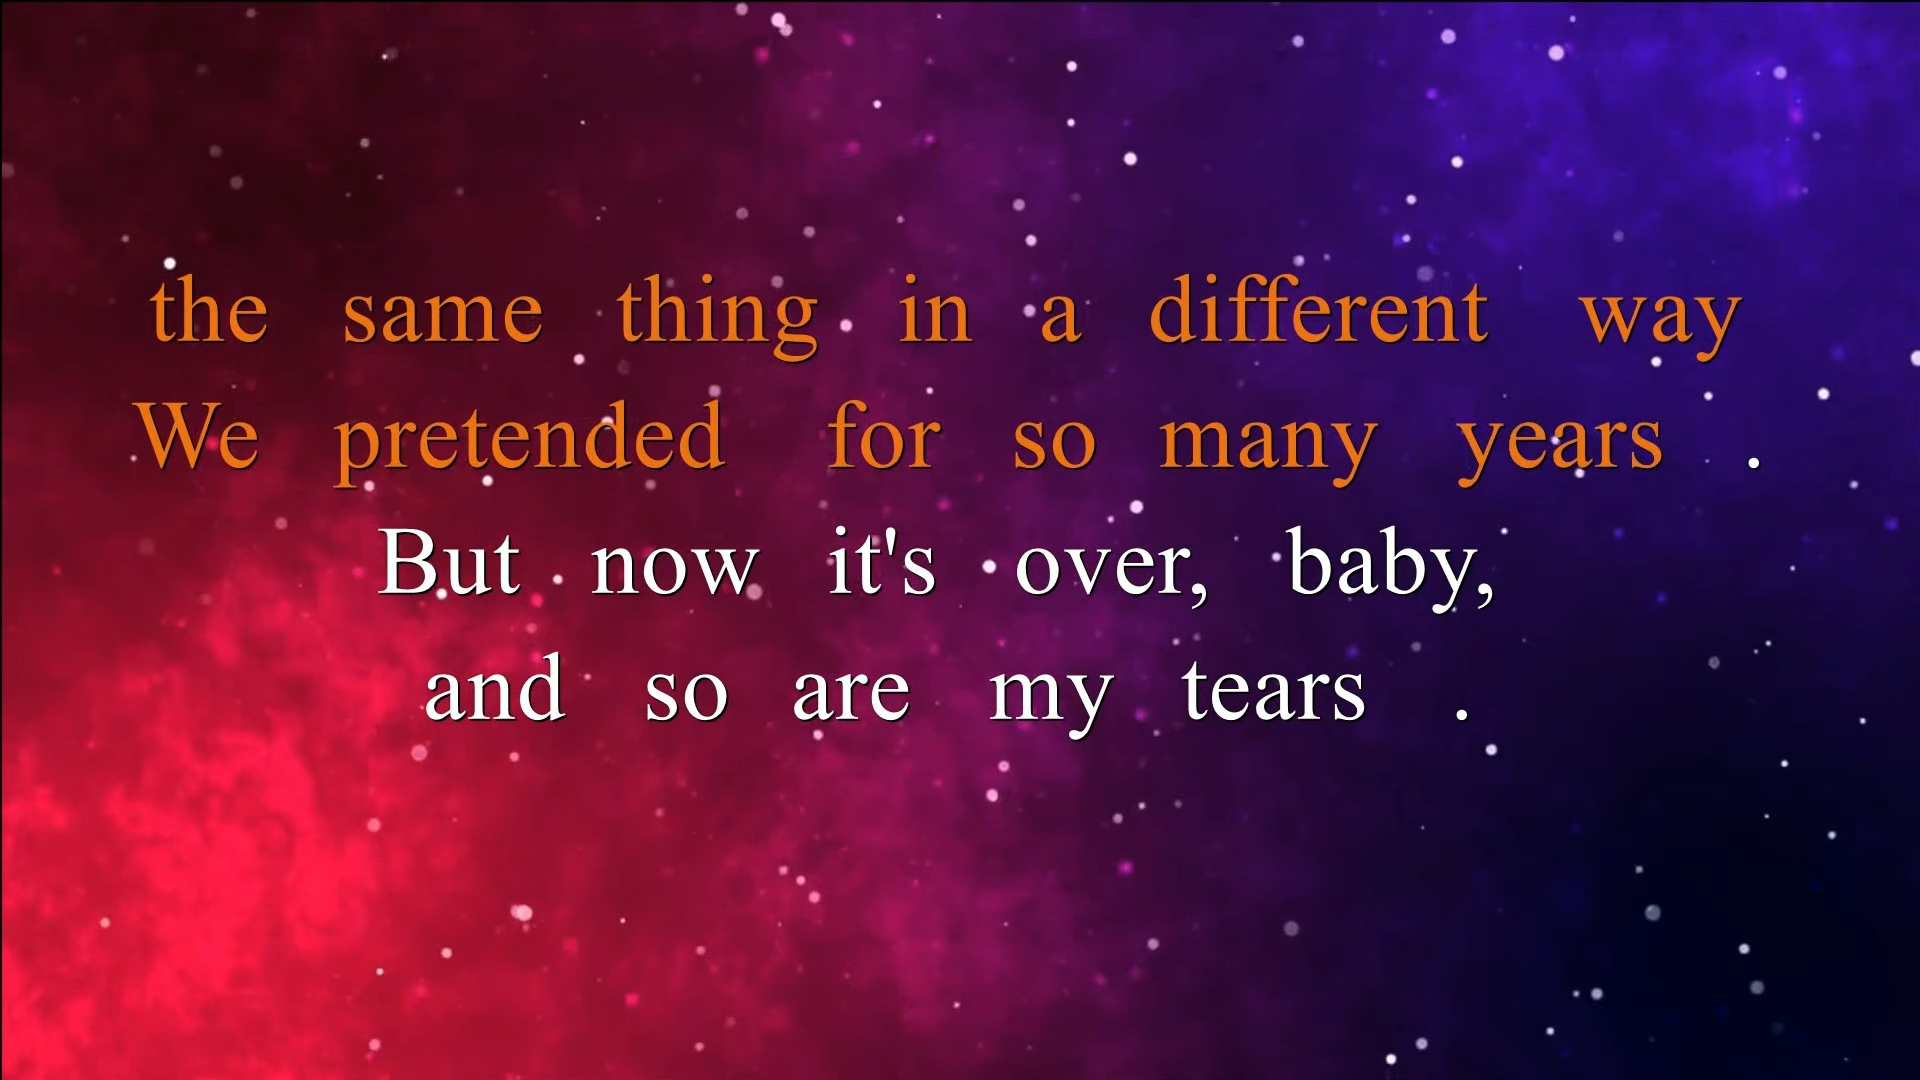 the same thing in a different way
We pretended for so many years .
But now it's over, baby,
and so are my tears .